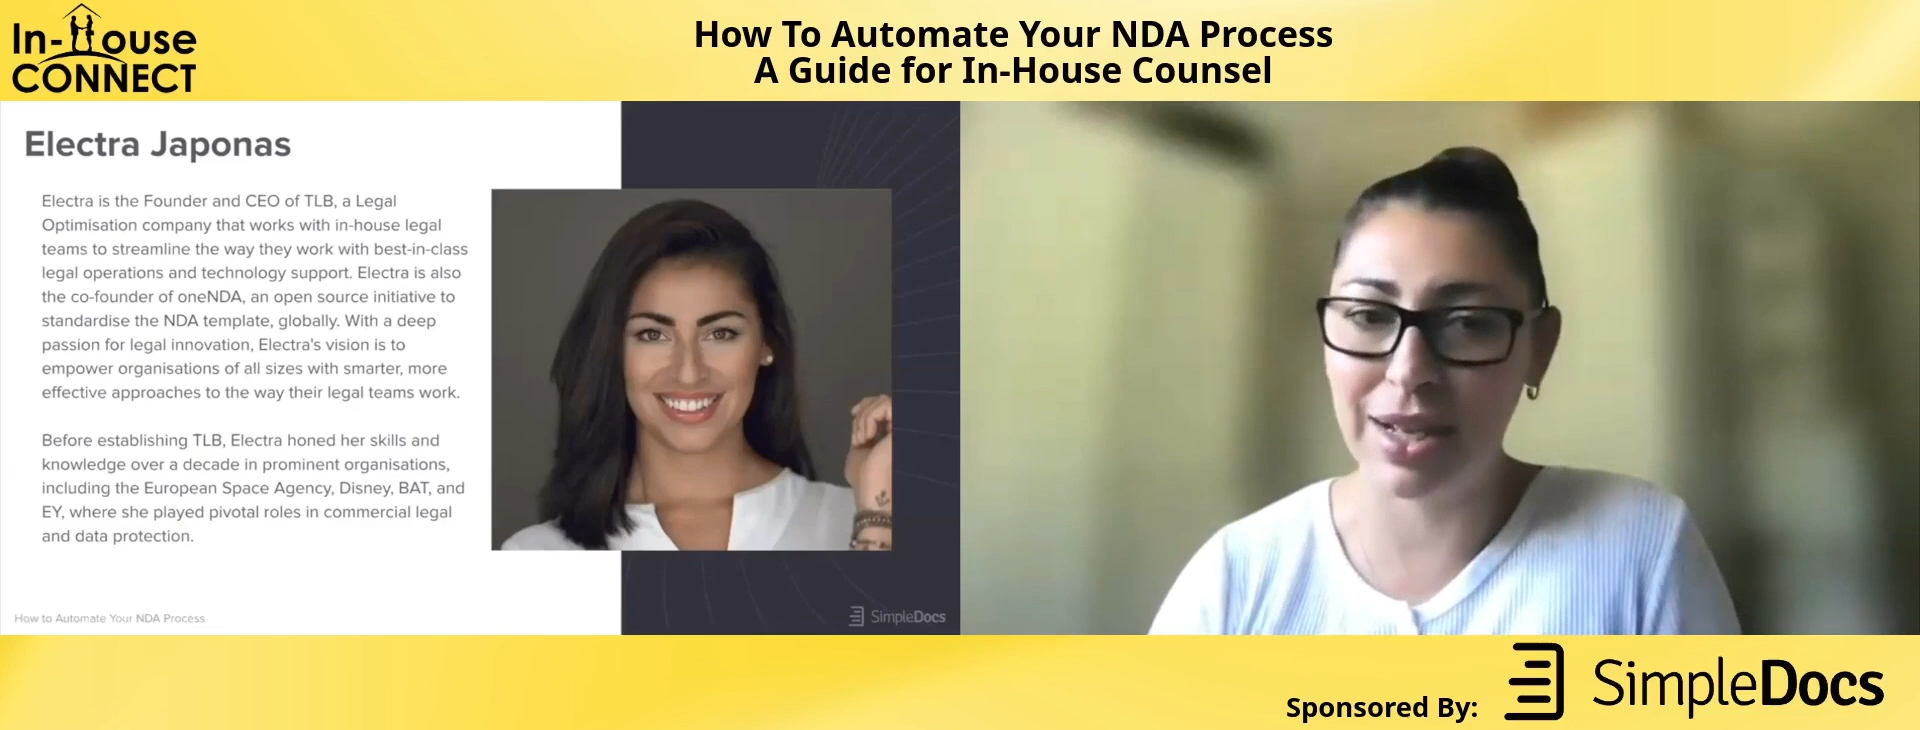 In-House
CONNECT
How To Automate Your NDA Process
A Guide for In-House Counsel
Electra Japonas
Electra is the Founder and CEO of TLB, a Legal
Optimisation company that works with in-house legal
teams to streamline the way they work with best-in-class
legal operations and technology support. Electra is also
the co-founder of oneNDA, an open source initiative to
standardise the NDA template, globally. With a deep
passion for legal innovation, Electra's vision is to
empower organisations of all sizes with smarter, more
effective approaches to the way their legal teams work.
Before establishing TLB, Electra honed her skills and
knowledge over a decade in prominent organisations,
including the European Space Agency, Disney, BAT, and
EY, where she played pivotal roles in commercial legal
and data protection.
How to Automate Your NDA Process
SimpleDocs
Sponsored By:
SimpleDocs